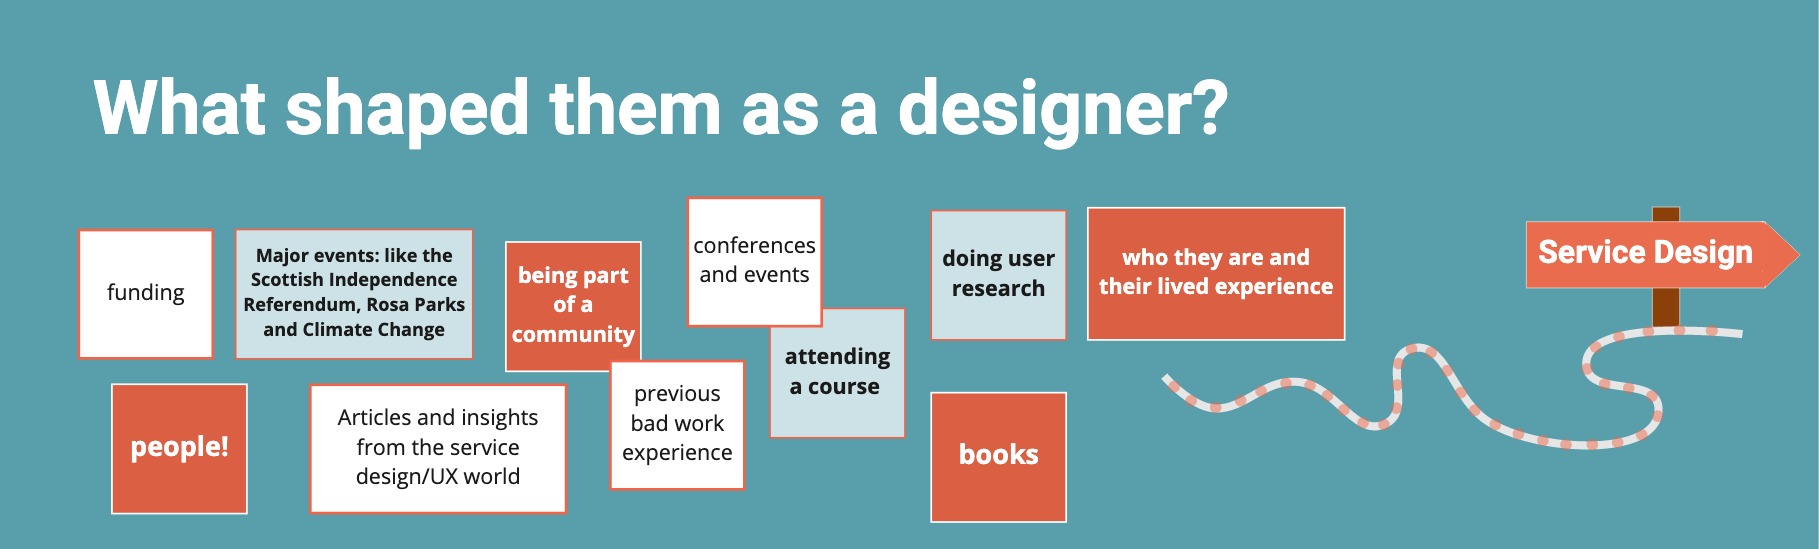 What shaped them as a designer?
funding
Major events: like the
Scottish Independence
Referendum, Rosa Parks
and Climate Change
being part
of a
community
conferences
and events
doing user
research
who they are and
their lived experience
Service Design
people!
Articles and insights
from the service
design/UX world
previous
bad work
experience
attending
a course
books